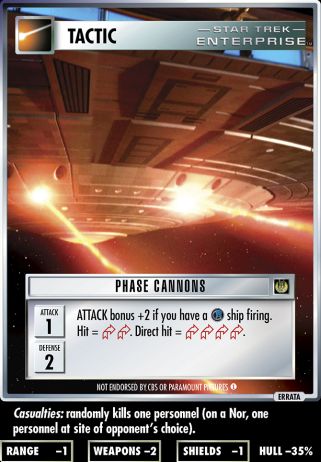 TACTIC
STAR TREK
ENTERPRISE
PHASE CANNONS
ATTACK
1
ATTACK bonus +2 if you have a ship firing.
Hit = . Direct hit = .
DEFENSE
2
NOT ENDORSED BY CBS OR PARAMOUNT PICTURES
ERRATA
Casualties: randomly kills one personnel (on a Nor, one
personnel at site of opponent's choice).
RANGE –1 WEAPONS –2 SHIELDS –1 HULL –35%